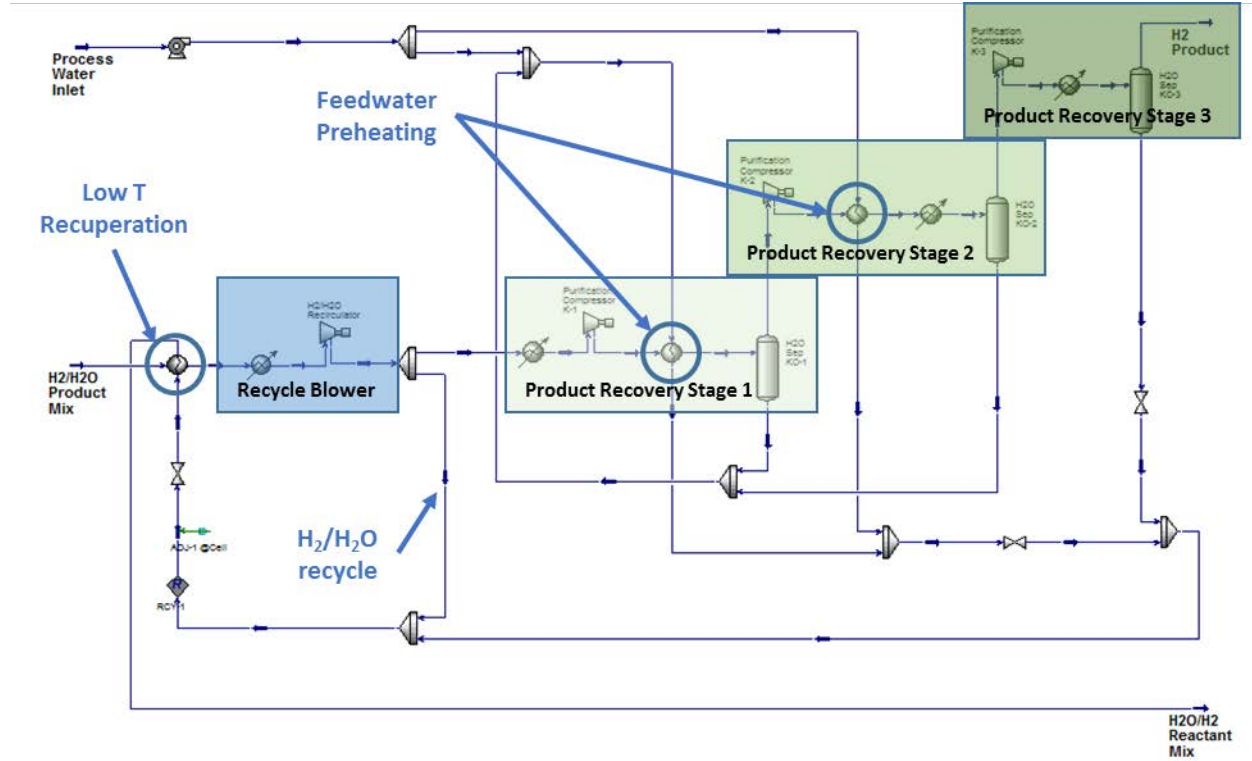 Process
Water
Inlet
Feedwater
Preheating
Purification
Compressor
K-3
H2
Product
H2O
Sep
KO-3
Product Recovery Stage 3
Purification
Compressor
K-2
H2O
Sep
KO-2
Product Recovery Stage 2
Low T
Recuperation
H2/H2O
Recirculator
Recycle Blower
Purification
Compressor
K-1
H2O
Sep
KO-1
Product Recovery Stage 1
H2/H2O
Product
Mix
ADJ-1 @Cell
H₂/H₂O
recycle
R
RCY-1
H2O/H2
Reactant
Mix